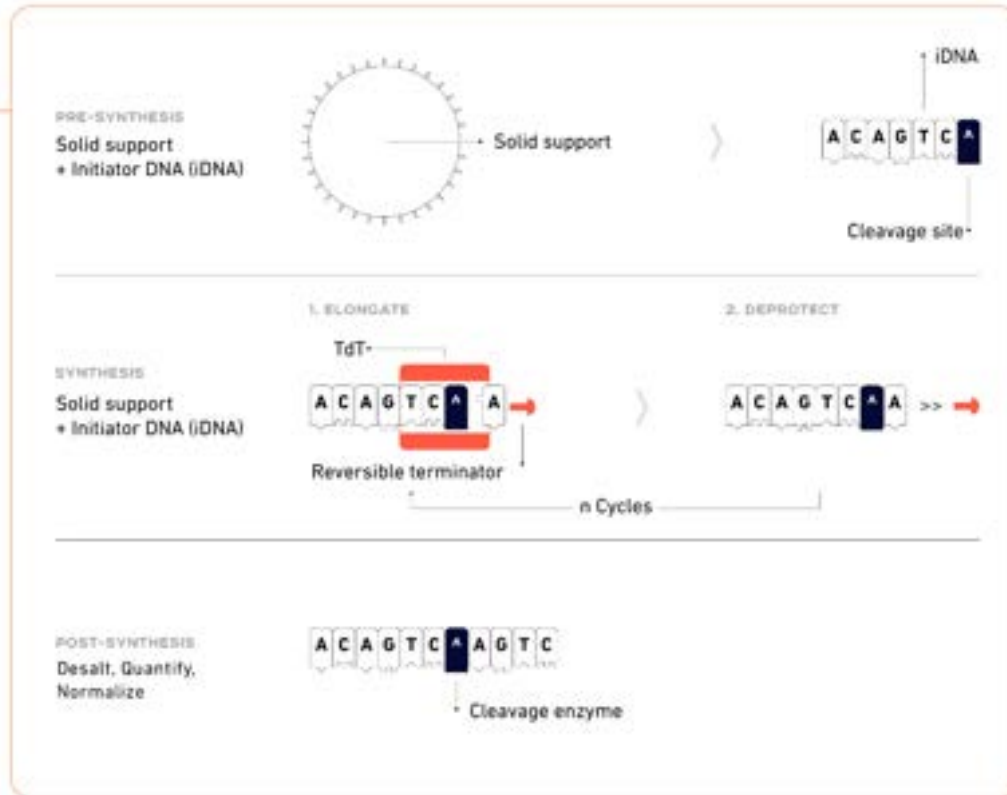 PRE-SYNTHESIS
Solid support
+ Initiator DNA (iDNA)
Solid support
iDNA
A C A G T C ^
Cleavage site
SYNTHESIS
Solid support
+ Initiator DNA (iDNA)
1. ELONGATE
TdT
A C A G T C ^ A
Reversible terminator
2. DEPROTECT
A C A G T C ^ A >>
n Cycles
POST-SYNTHESIS
Desalt, Quantify,
Normalize
A C A G T C ^ A G T C
Cleavage enzyme